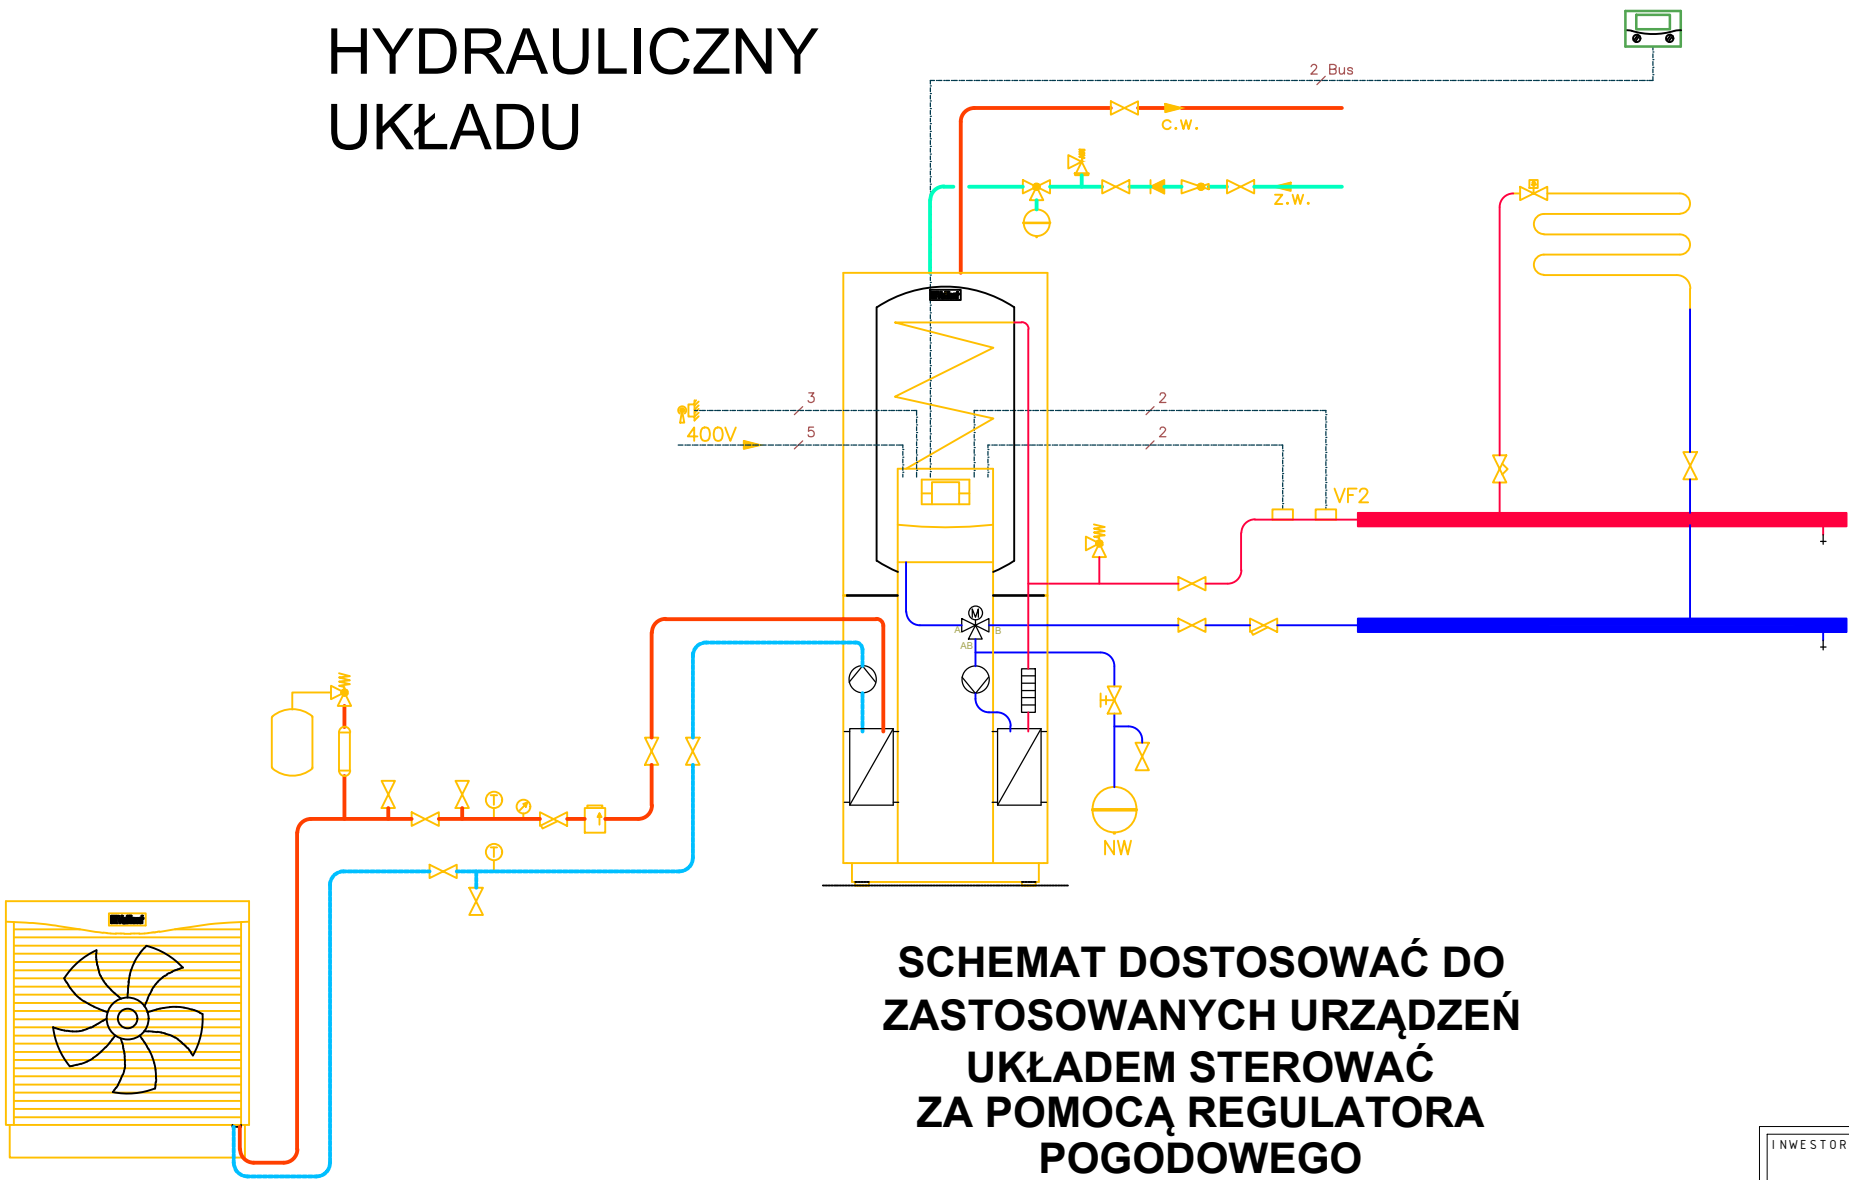 HYDRAULICZNY
UKŁADU
2 Bus
c.w.
z.w.
3
2
400V
5
2
VF2
M
A
B
AB
T
T
NW
SCHEMAT DOSTOSOWAĆ DO
ZASTOSOWANYCH URZĄDZEŃ
UKŁADEM STEROWAĆ
ZA POMOCĄ REGULATORA
POGODOWEGO
INWESTOR